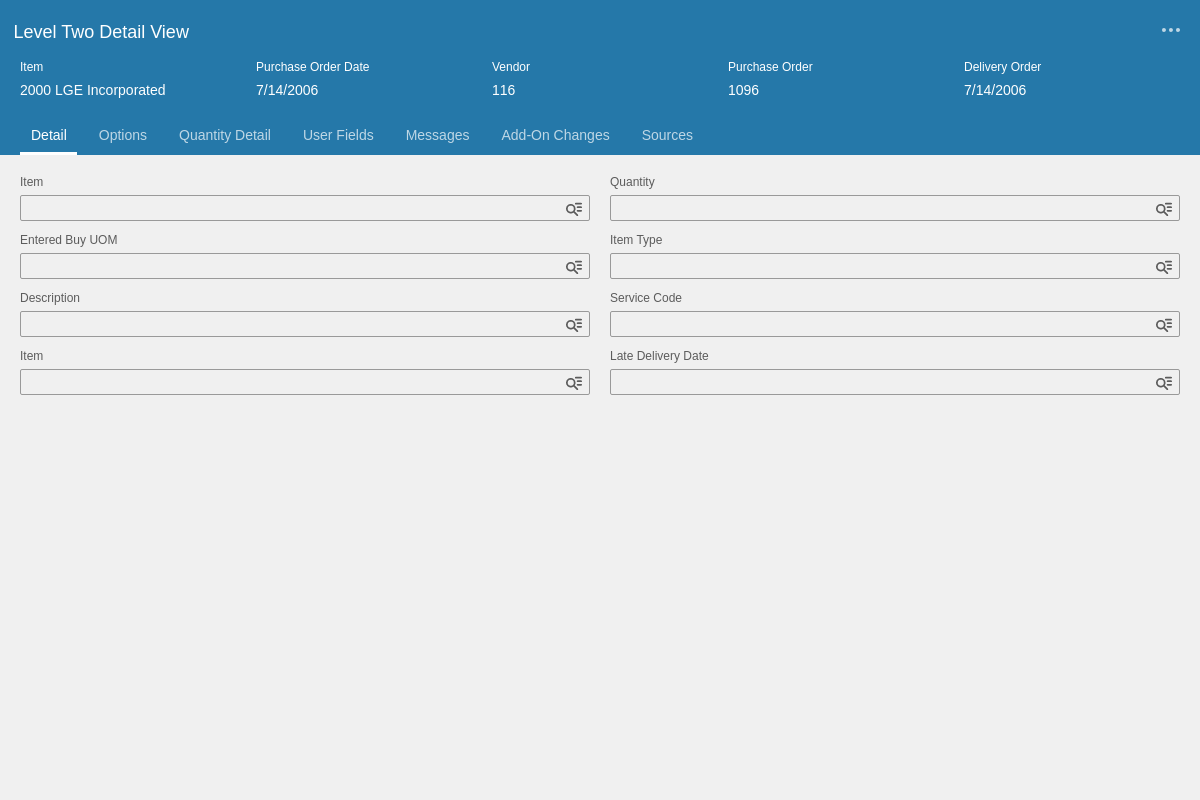 Level Two Detail View
Item Purchase Order Date Vendor Purchase Order Delivery Order
2000 LGE Incorporated 7/14/2006 116 1096 7/14/2006
Detail Options Quantity Detail User Fields Messages Add-On Changes Sources
Item Quantity
Entered Buy UOM Item Type
Description Service Code
Item Late Delivery Date